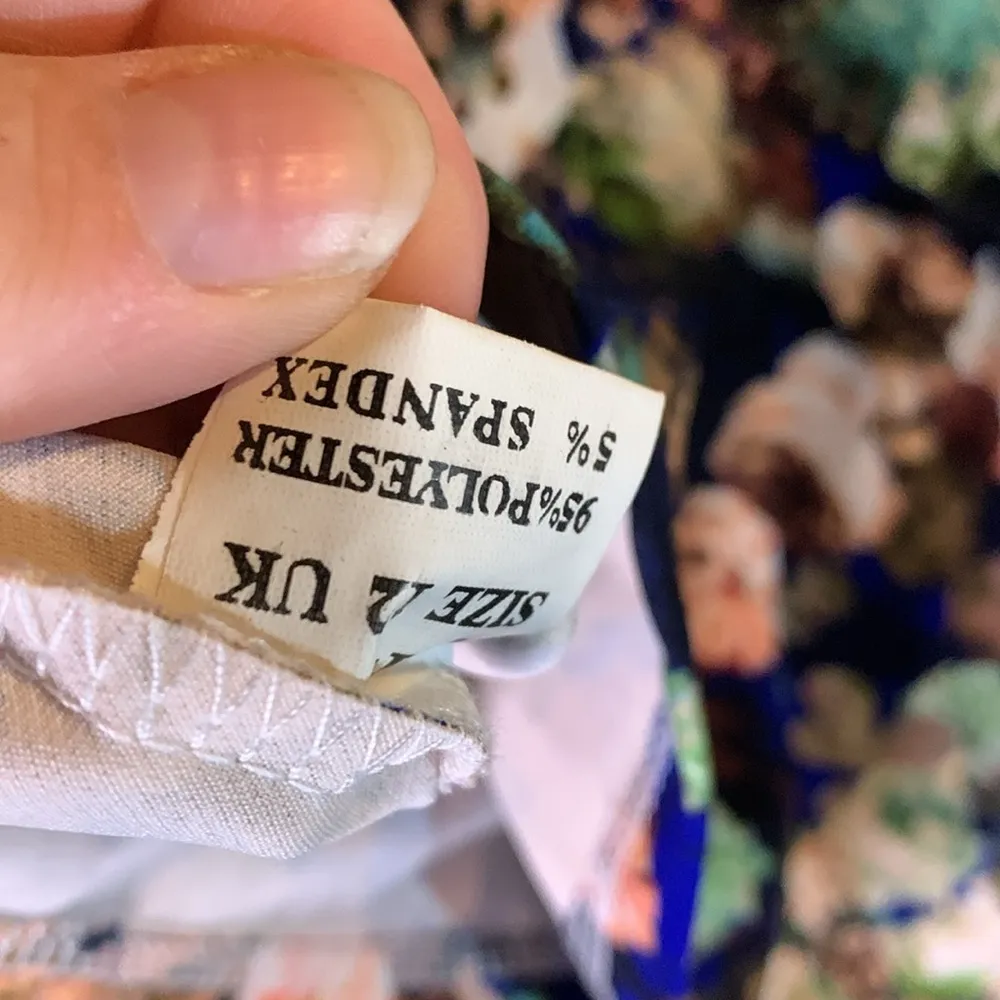 SIZE 12 UK
95%POLYESTER
5% SPANDEX